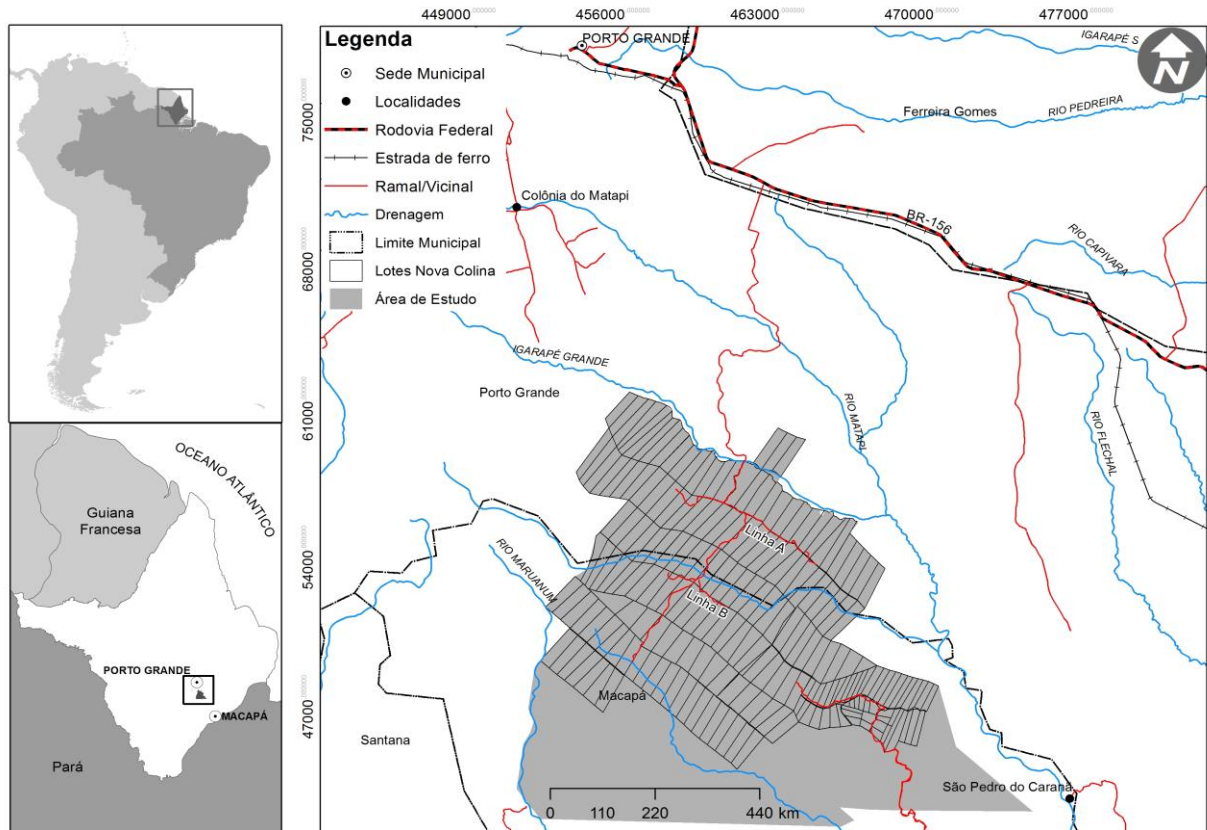 449000
456000
463000
470000
477000
Legenda
Sede Municipal
Localidades
Rodovia Federal
Estrada de ferro
Ramal/Vicinal
Drenagem
Limite Municipal
Lotes Nova Colina
Área de Estudo
75000
68000
61000
54000
47000
PORTO GRANDE
IGARAPÉ S
N
Ferreira Gomes
RIO PEDREIRA
Colônia do Matapi
BR-156
RIO CAPIVARA
IGARAPÉ GRANDE
Porto Grande
RIO MATAPI
RIO FLECHAL
Linha A
RIO MARUANUM
Linha B
Macapá
Santana
São Pedro do Caranã
0 110 220 440 km
OCEANO ATLÂNTICO
Guiana
Francesa
PORTO GRANDE
MACAPÁ
Pará